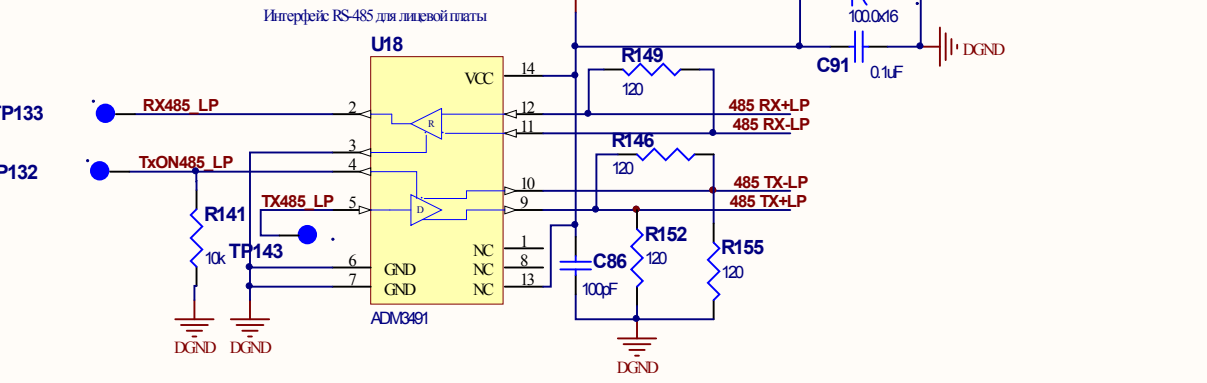 Интерфейс RS-485 для лицевой платы
100.0x16
U18
R149
C91
0.1uF
DGND
VCC
14
120
TP133
RX485_LP
2
R
12
485 RX+LP
11
485 RX-LP
3
R146
P132
TxON485_LP
4
120
10
485 TX-LP
TX485_LP
5
D
9
485 TX+LP
R141
10k
TP143
R152
120
R155
120
NC
1
6
GND
NC
8
C86
7
GND
NC
13
100pF
ADM3491
DGND
DGND
DGND